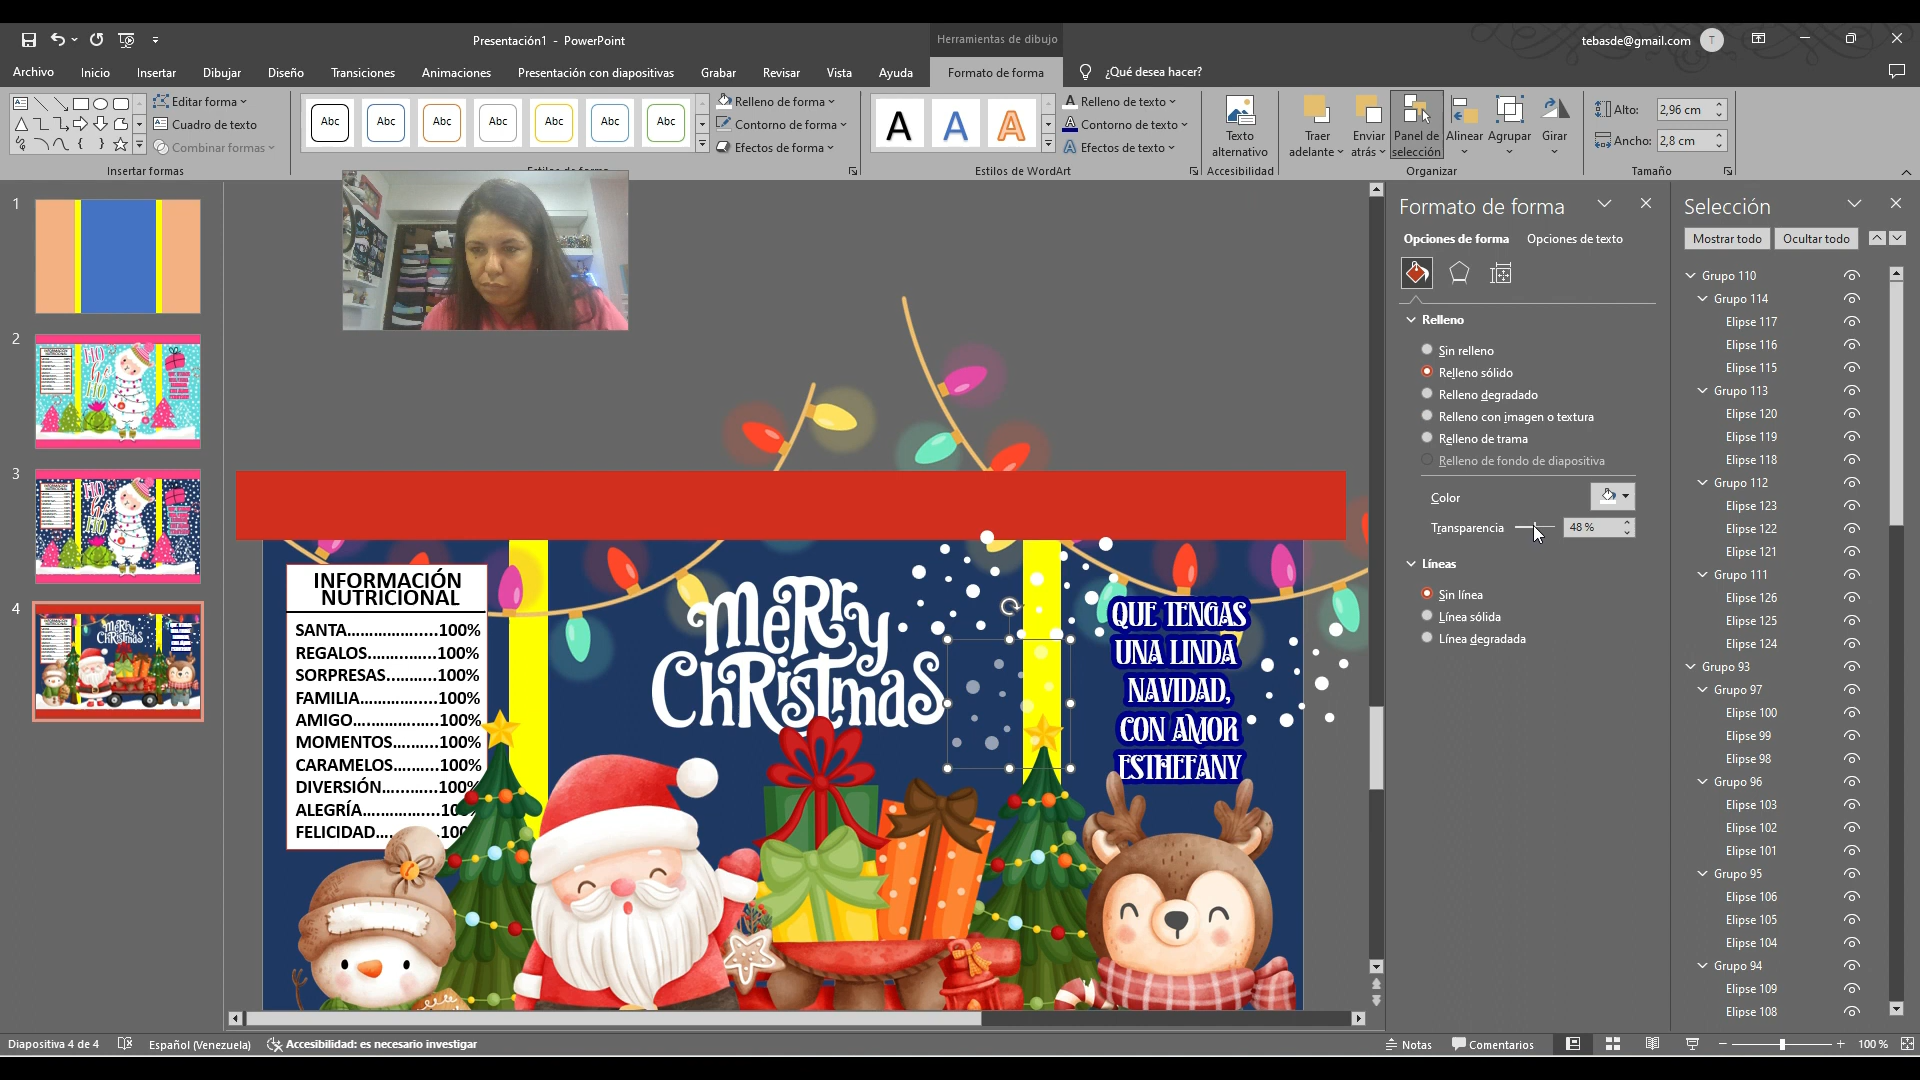 Presentación1 - PowerPoint
Herramientas de dibujo
tebasde@gmail.com
T
Archivo
Inicio
Insertar
Dibujar
Diseño
Transiciones
Animaciones
Presentación con diapositivas
Grabar
Revisar
Vista
Ayuda
Formato de forma
¿Qué desea hacer?
Editar forma
Cuadro de texto
Combinar formas
Insertar formas
Abc
Abc
Abc
Abc
Abc
Abc
Abc
Relleno de forma
Contorno de forma
Efectos de forma
A
A
A
Relleno de texto
Contorno de texto
Efectos de texto
Estilos de WordArt
Texto
alternativo
Accesibilidad
Traer
adelante
Enviar
atrás
Panel de
selección
Alinear
Agrupar
Girar
Organizar
Alto:
2,96 cm
Ancho:
2,8 cm
Tamaño
1
2
3
4
INFORMACIÓN
NUTRICIONAL
SANTA.....................100%
REGALOS................100%
SORPRESAS............100%
FAMILIA..................100%
AMIGO.....................100%
MOMENTOS..........100%
CARAMELOS..........100%
DIVERSIÓN.............100%
ALEGRÍA..................100%
FELICIDAD....
MeRry
ChRistmas
QUE TENGAS
UNA LINDA
NAVIDAD,
CON AMOR
ESTHEFANY
Formato de forma
Opciones de forma
Opciones de texto
Relleno
Sin relleno
Relleno sólido
Relleno degradado
Relleno con imagen o textura
Relleno de trama
Relleno de fondo de diapositiva
Color
Transparencia
48 %
Líneas
Sin línea
Línea sólida
Línea degradada
Selección
Mostrar todo
Ocultar todo
Grupo 110
Grupo 114
Elipse 117
Elipse 116
Elipse 115
Grupo 113
Elipse 120
Elipse 119
Elipse 118
Grupo 112
Elipse 123
Elipse 122
Elipse 121
Grupo 111
Elipse 126
Elipse 125
Elipse 124
Grupo 93
Grupo 97
Elipse 100
Elipse 99
Elipse 98
Grupo 96
Elipse 103
Elipse 102
Elipse 101
Grupo 95
Elipse 106
Elipse 105
Elipse 104
Grupo 94
Elipse 109
Elipse 108
Diapositiva 4 de 4
Español (Venezuela)
Accesibilidad: es necesario investigar
Notas
Comentarios
100 %